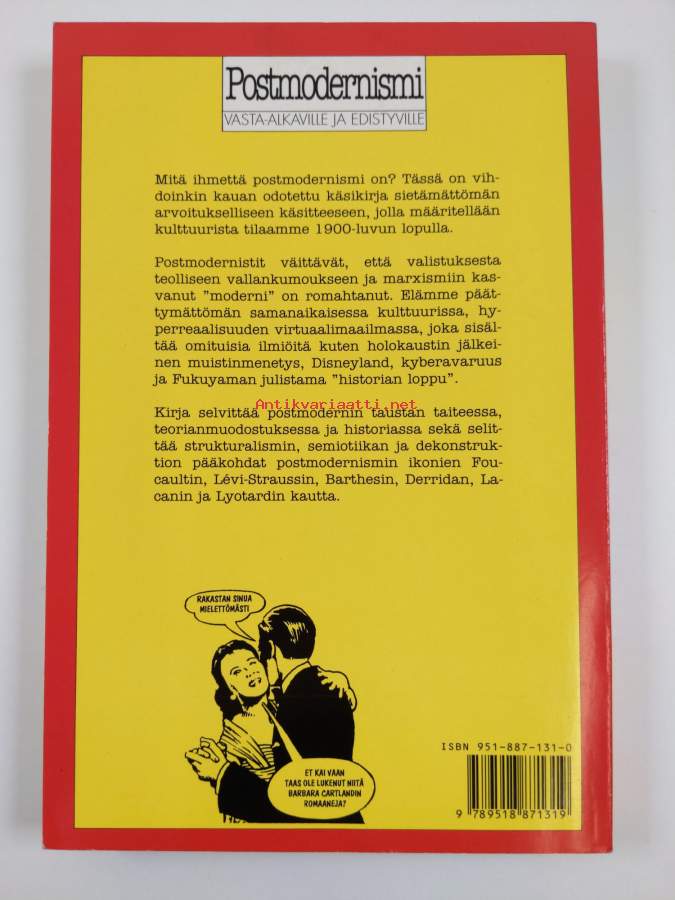 Postmodernismi
VASTA-ALKAVILLE JA EDISTYVILLE
Mitä ihmettä postmodernismi on? Tässä on vih-
doinkin kauan odotettu käsikirja sietämättömän
arvoitukselliseen käsitteeseen, jolla määritellään
kulttuurista tilaamme 1900-luvun lopulla.
Postmodernistit väittävät, että valistuksesta
teolliseen vallankumoukseen ja marxismiin kas-
vanut "moderni" on romahtanut. Elämme päät-
tymättömän samanaikaisessa kulttuurissa, hy-
perreaalisuuden virtuaalimaailmassa, joka sisäl-
tää omituisia ilmiöitä kuten holokaustin jälkei-
nen muistinmenetys, Disneyland, kyberavaruus
ja Fukuyaman julistama "historian loppu".
Antikvariaatti.net
Kirja selvittää postmodernin taustan taiteessa,
teorianmuodostuksessa ja historiassa sekä selit-
tää strukturalismin, semiotiikan ja dekonstruk-
tion pääkohdat postmodernismin ikonien Fou-
caultin, Lévi-Straussin, Barthesin, Derridan, La-
canin ja Lyotardin kautta.
RAKASTAN SINUA
MIELETTÖMÄSTI
ET KAI VAAN
TAAS OLE LUKENUT NIITÄ
BARBARA CARTLANDIN
ROMAANEJA?
ISBN 951-887-131-0
9 789518 871319